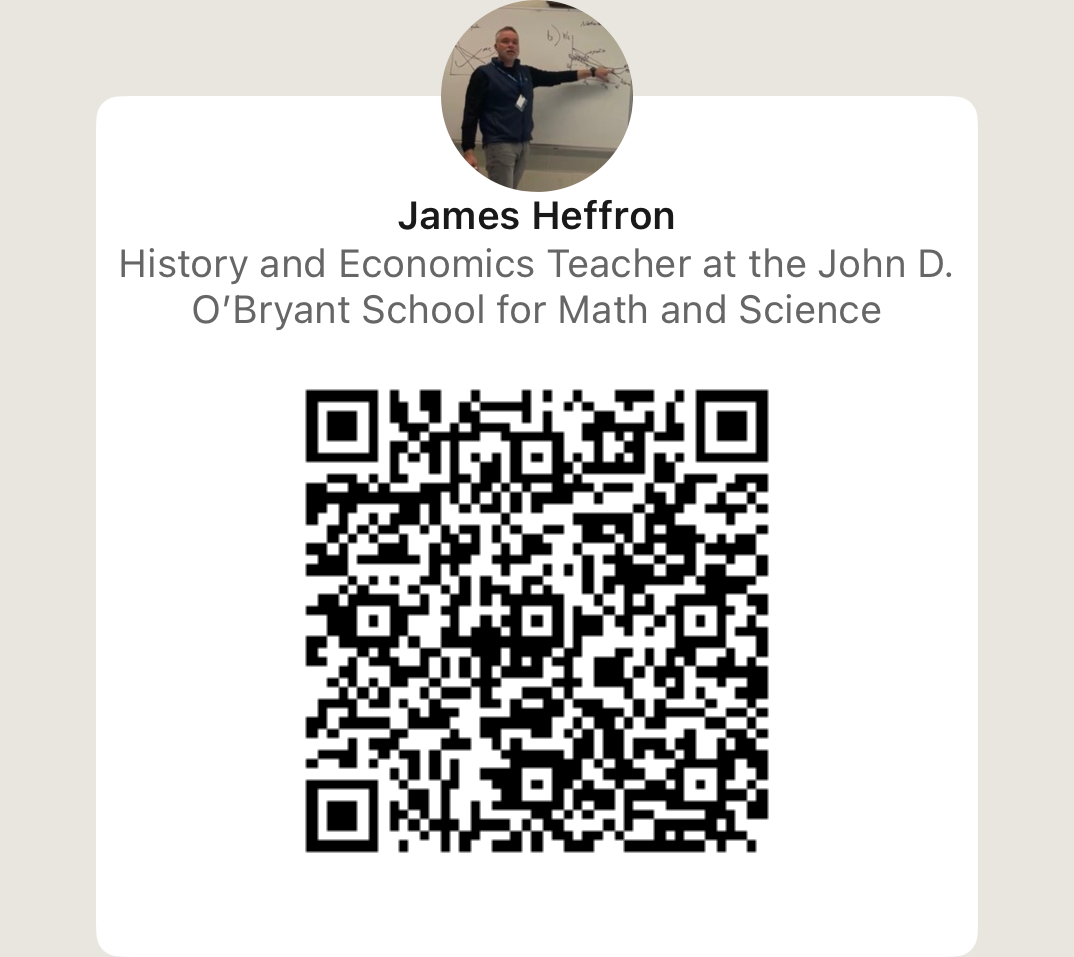 b)
James Heffron
History and Economics Teacher at the John D.
O’Bryant School for Math and Science